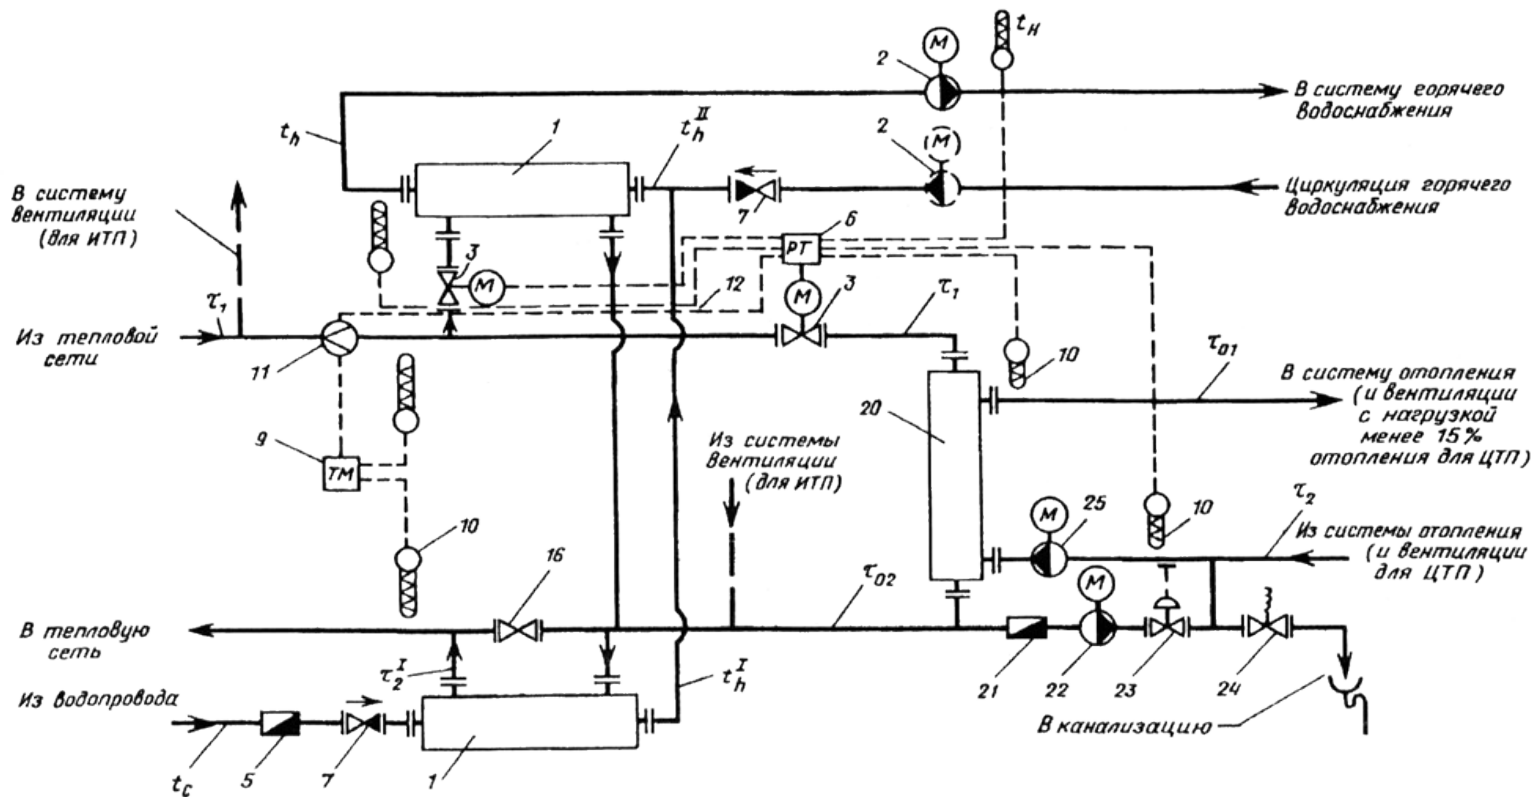 t_н
M
2
В систему горячего
водоснабжения
t_h
1
t_h^II
2
M
В систему
вентиляции
(для ИТП)
7
6
Циркуляция горячего
водоснабжения
РТ
3
M
12
M
3
τ_1
τ_1
Из тепловой
сети
11
10
τ_01
В систему отопления
(и вентиляции
с нагрузкой
менее 15%
отопления для ЦТП)
20
9
ТМ
Из системы
вентиляции
(для ИТП)
10
16
M
25
10
τ_2
Из системы отопления
(и вентиляции
для ЦТП)
τ_02
M
В тепловую
сеть
τ_2^I
t_h^I
21
22
23
24
Из водопровода
В канализацию
t_c
5
7
1